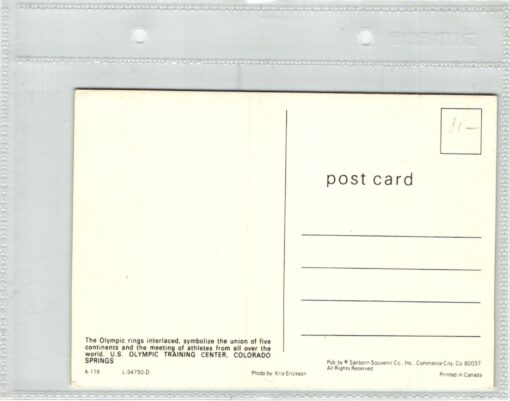 81-
post card
The Olympic rings interlaced, symbolize the union of five
continents and the meeting of athletes from all over the
world. U.S. OLYMPIC TRAINING CENTER, COLORADO
SPRINGS
A-118 L-94750-D
Photo by: Kris Erickson
Pub. by ® Sanborn Souvenir Co., Inc. Commerce City, Co 80037
All Rights Reserved
Printed in Canada